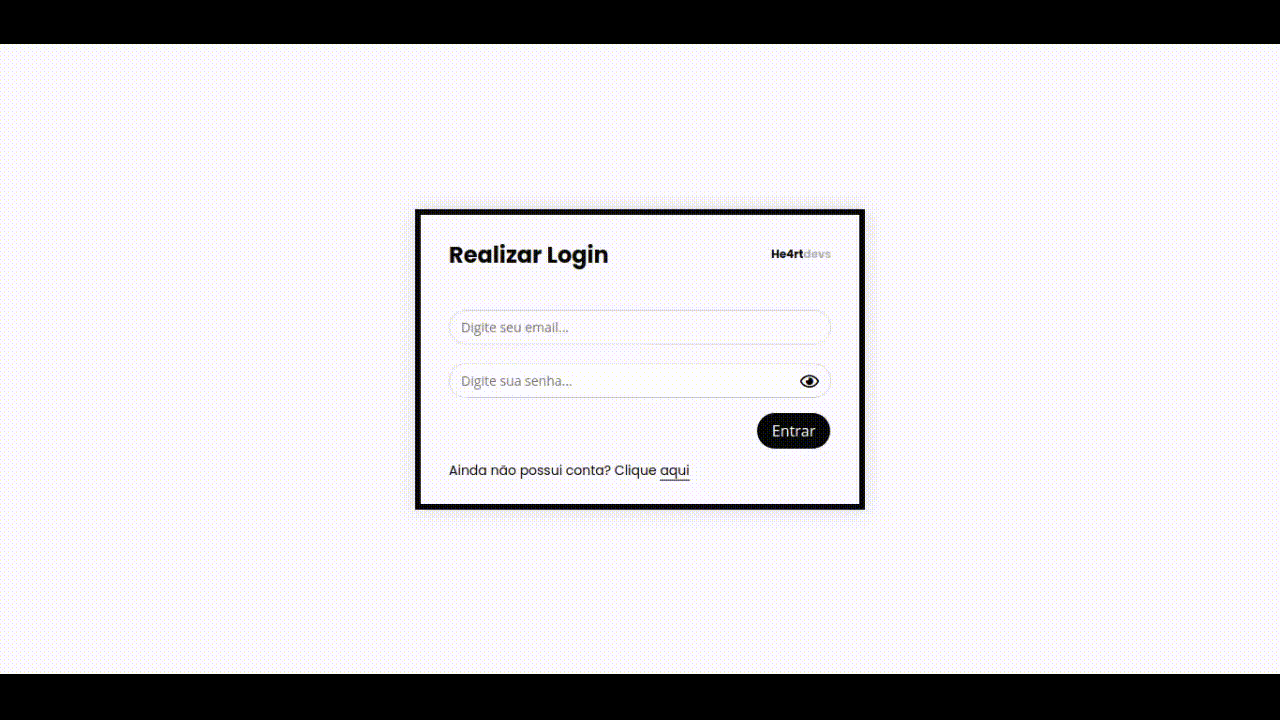 Realizar Login
He4rtdevs
Digite seu email...
Digite sua senha...
Entrar
Ainda não possui conta? Clique aqui